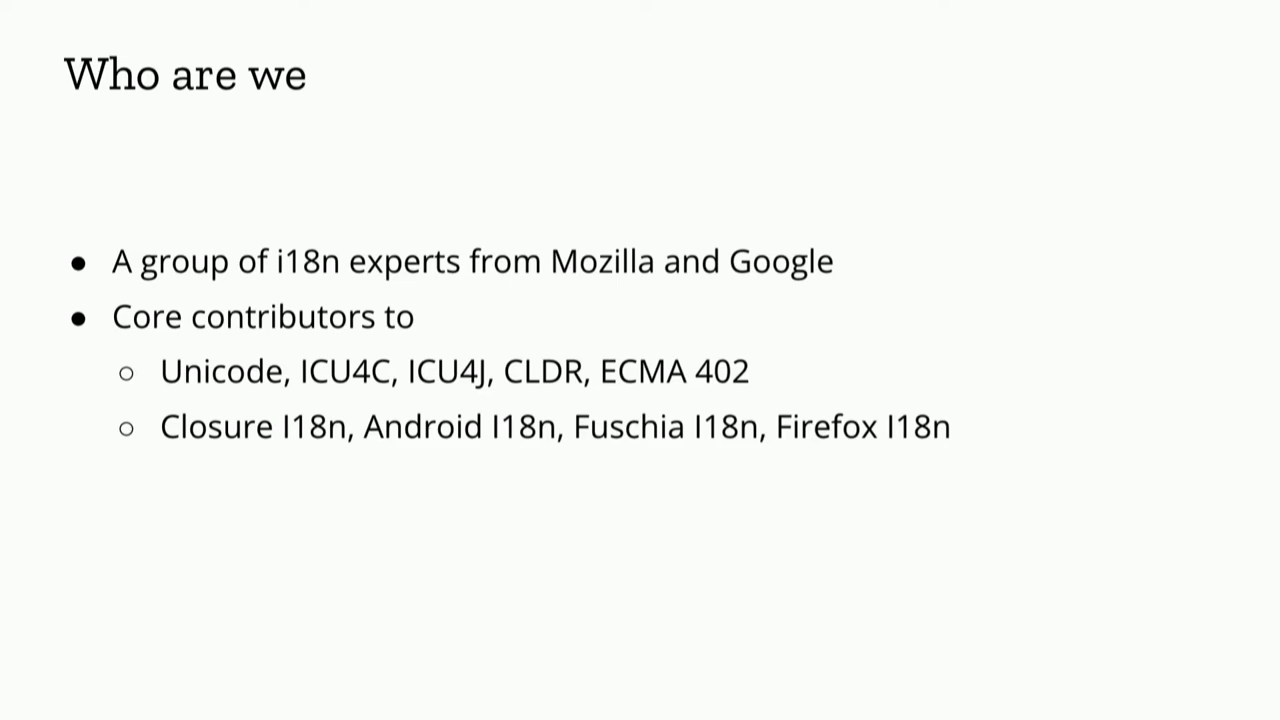 Who are we
● A group of i18n experts from Mozilla and Google
● Core contributors to
○ Unicode, ICU4C, ICU4J, CLDR, ECMA 402
○ Closure I18n, Android I18n, Fuschia I18n, Firefox I18n